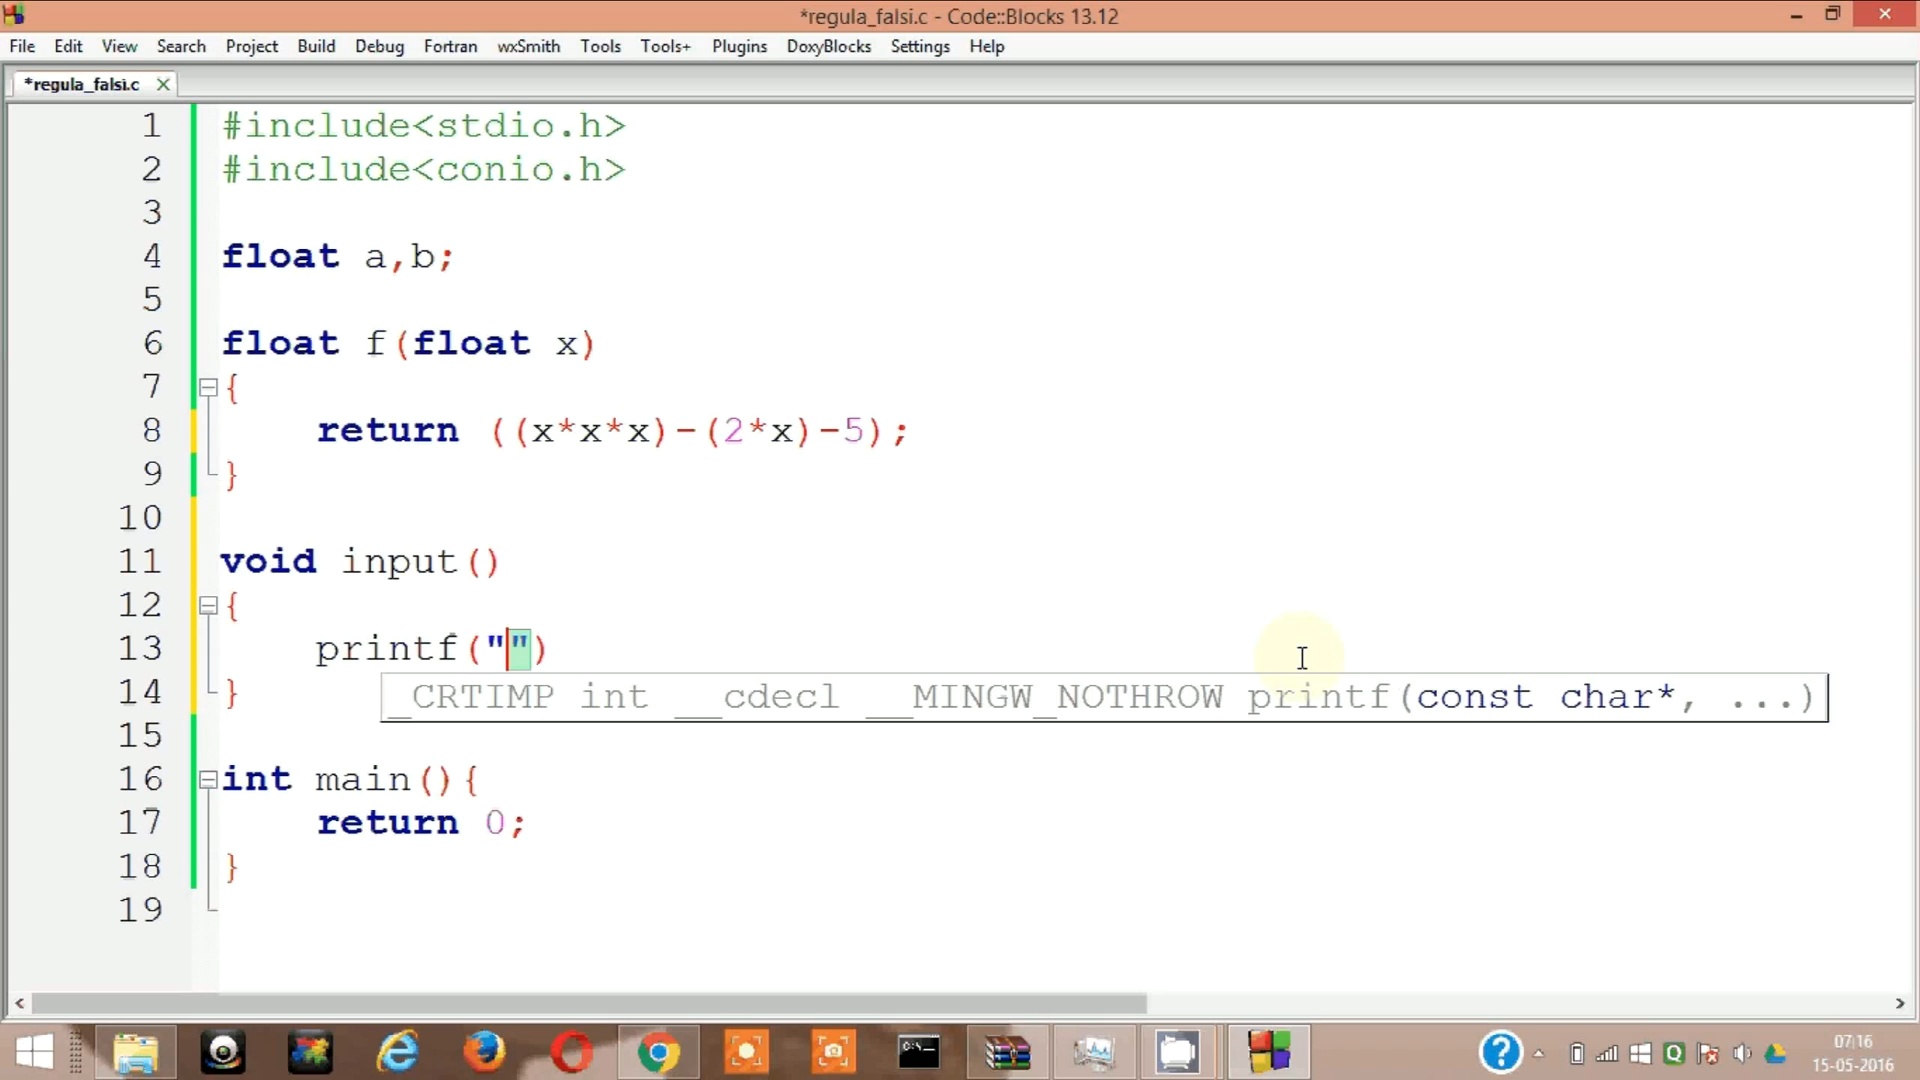 *regula_falsi.c - Code::Blocks 13.12
File Edit View Search Project Build Debug Fortran wxSmith Tools Tools+ Plugins DoxyBlocks Settings Help
*regula_falsi.c
1 #include<stdio.h>
2 #include<conio.h>
3
4 float a,b;
5
6 float f(float x)
7 {
8 return ((x*x*x)-(2*x)-5);
9 }
10
11 void input()
12 {
13 printf("")
_CRTIMP int __cdecl __MINGW_NOTHROW printf(const char*, ...)
14 }
15
16 int main(){
17 return 0;
18 }
19
07:16
15-05-2016